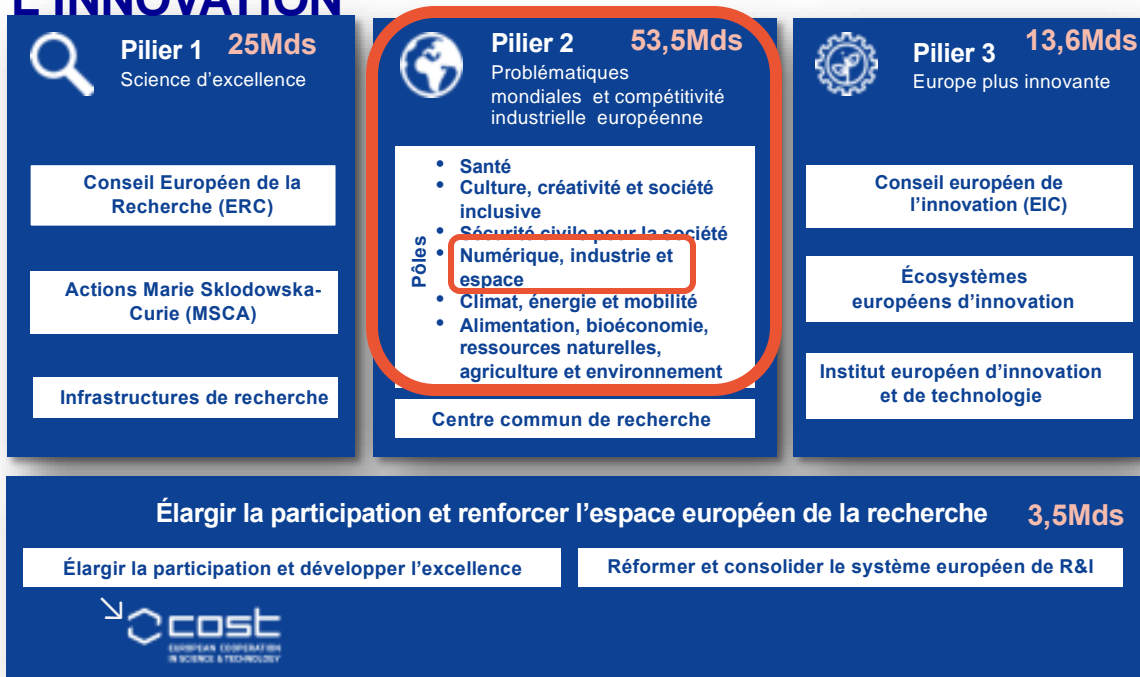 L'INNOVATION
Pilier 1 25Mds
Science d'excellence
Conseil Européen de la
Recherche (ERC)
Actions Marie Sklodowska-
Curie (MSCA)
Infrastructures de recherche
Pilier 2 53,5Mds
Problématiques
mondiales et compétitivité
industrielle européenne
Pôles
• Santé
• Culture, créativité et société
inclusive
• Sécurité civile pour la société
• Numérique, industrie et
espace
• Climat, énergie et mobilité
• Alimentation, bioéconomie,
ressources naturelles,
agriculture et environnement
Centre commun de recherche
Pilier 3 13,6Mds
Europe plus innovante
Conseil européen de
l'innovation (EIC)
Écosystèmes
européens d'innovation
Institut européen d'innovation
et de technologie
Élargir la participation et renforcer l'espace européen de la recherche 3,5Mds
Élargir la participation et développer l'excellence
Réformer et consolider le système européen de R&I
cost
EUROPEAN COOPERATION
IN SCIENCE & TECHNOLOGY